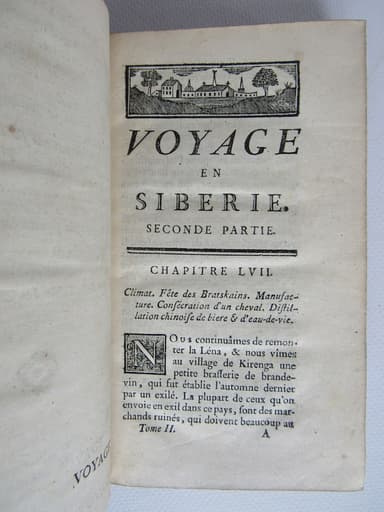 VOYAGE
EN
SIBERIE.
SECONDE PARTIE.
CHAPITRE LVII.
Climat. Fête des Bratskains. Manufac-
ture. Consécration d'un cheval. Distil-
lation chinoise de biere & d'eau-de-vie.
NOUS continuâmes de remon-
ter la Léna, & nous vîmes
au village de Kirenga une
petite brasserie de brande-
vin, qui fut établie l'automne dernier
par un exilé. La plupart de ceux qu'on
envoie en exil dans ce pays, sont des mar-
chands ruinés, qui doivent beaucoup au
Tome II. A
VOYAGE